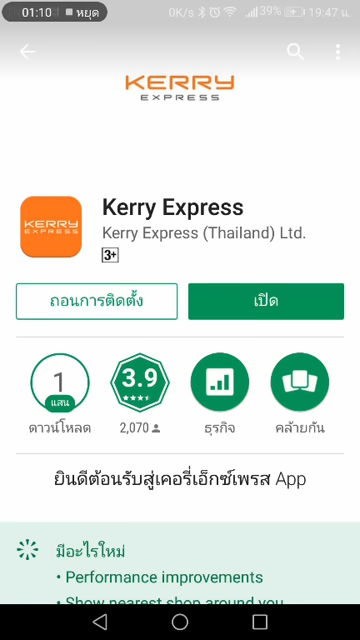 01:10 หยุด 0K/s 39% 19:47 น.
KERRY
EXPRESS
KERRY
EXPRESS
Kerry Express
Kerry Express (Thailand) Ltd.
3+
ถอนการติดตั้ง เปิด
1 แสน 3.9
ดาวน์โหลด 2,070 ธุรกิจ คล้ายกัน
ยินดีต้อนรับสู่เคอรี่เอ็กซ์เพรส App
มีอะไรใหม่
• Performance improvements
• Show nearest shop around you